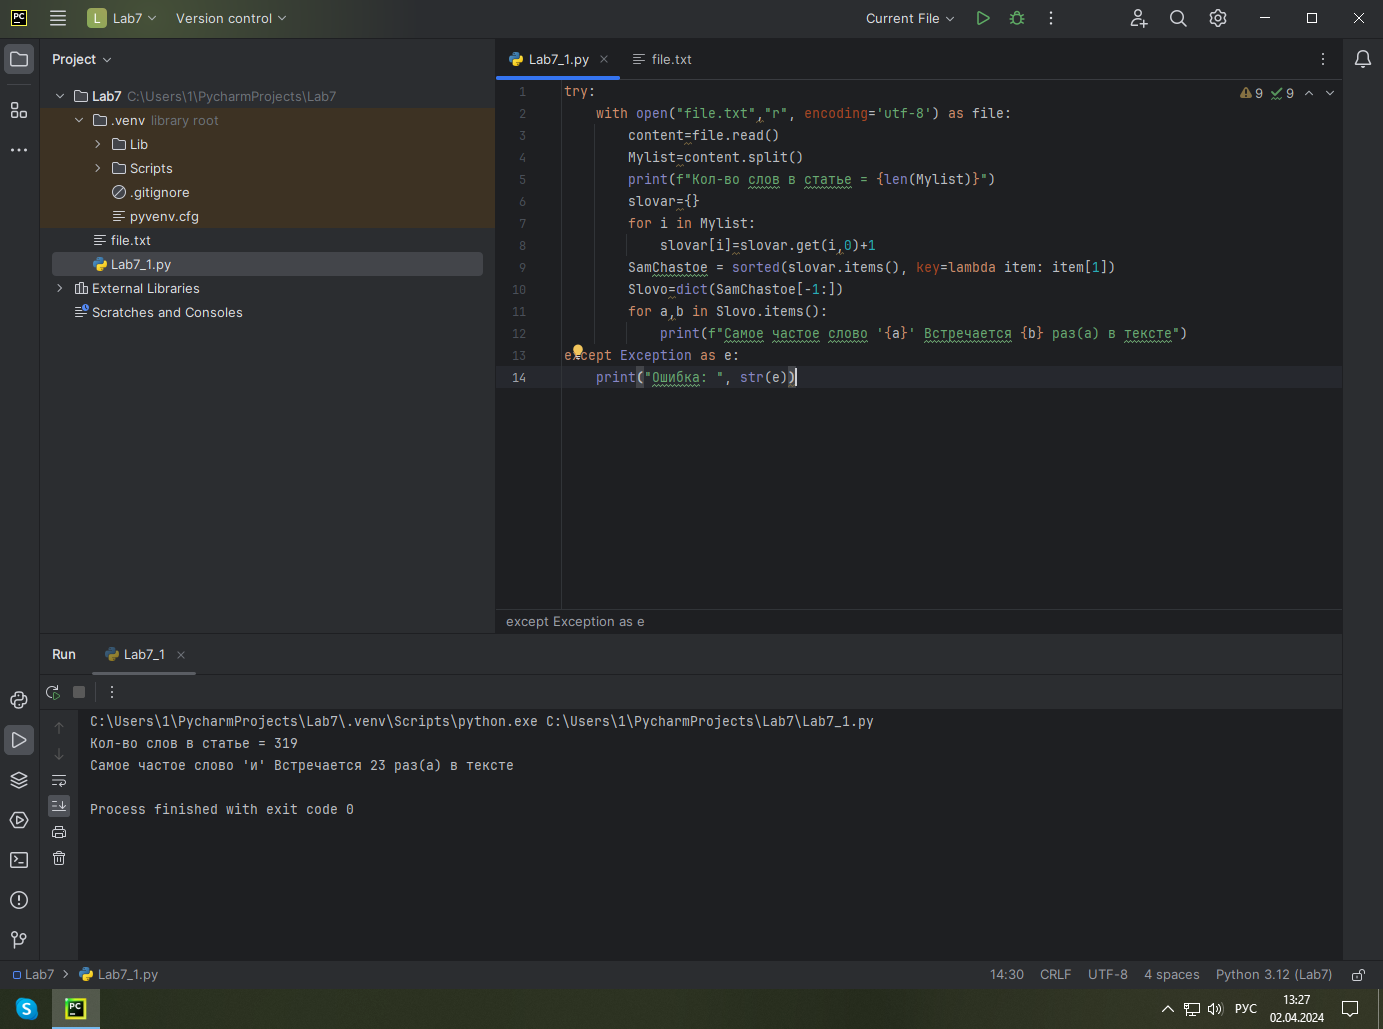 PC
L Lab7 Version control Current File
Project
Lab7 C:\Users\1\PycharmProjects\Lab7
.venv library root
Lib
Scripts
.gitignore
pyvenv.cfg
file.txt
Lab7_1.py
External Libraries
Scratches and Consoles
Lab7_1.py file.txt
9 9
1 try:
2 with open("file.txt","r", encoding='utf-8') as file:
3 content=file.read()
4 Mylist=content.split()
5 print(f"Кол-во слов в статье = {len(Mylist)}")
6 slovar={}
7 for i in Mylist:
8 slovar[i]=slovar.get(i,0)+1
9 SamChastoe = sorted(slovar.items(), key=lambda item: item[1])
10 Slovo=dict(SamChastoe[-1:])
11 for a,b in Slovo.items():
12 print(f"Самое частое слово '{a}' Встречается {b} раз(а) в тексте")
13 except Exception as e:
14 print("Ошибка: ", str(e))
except Exception as e
Run Lab7_1
C:\Users\1\PycharmProjects\Lab7\.venv\Scripts\python.exe C:\Users\1\PycharmProjects\Lab7\Lab7_1.py
Кол-во слов в статье = 319
Самое частое слово 'и' Встречается 23 раз(а) в тексте
Process finished with exit code 0
Lab7 Lab7_1.py 14:30 CRLF UTF-8 4 spaces Python 3.12 (Lab7)
S PC РУС 13:27
02.04.2024